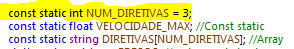 const static int NUM_DIRETIVAS = 3;
const static float VELOCIDADE_MAX; //Const static
const static string DIRETIVAS[NUM_DIRETIVAS]; //Array